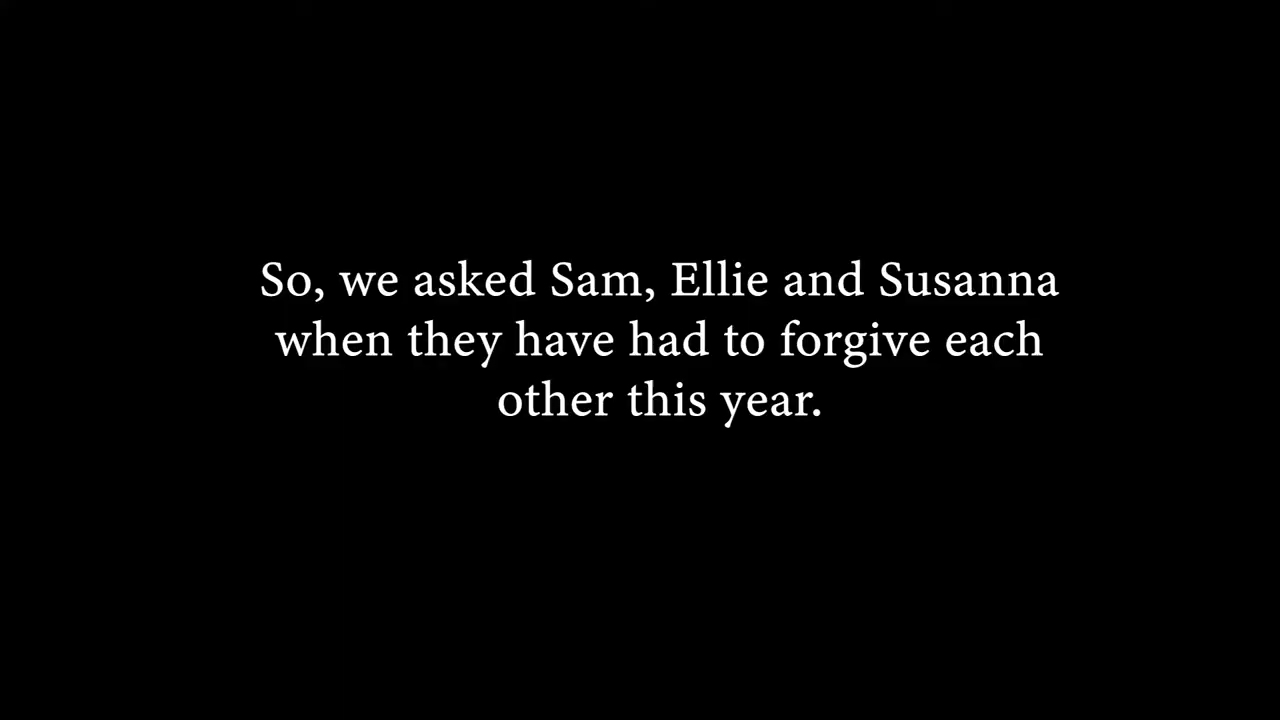 So, we asked Sam, Ellie and Susanna
when they have had to forgive each
other this year.